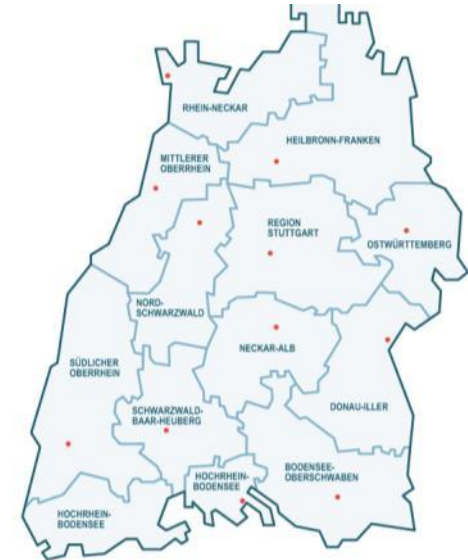 RHEIN-NECKAR
HEILBRONN-FRANKEN
MITTLERER
OBERRHEIN
REGION
STUTTGART
OSTWÜRTTEMBERG
NORD-
SCHWARZWALD
NECKAR-ALB
SÜDLICHER
OBERRHEIN
DONAU-ILLER
SCHWARZWALD-
BAAR-HEUBERG
HOCHRHEIN-
BODENSEE
BODENSEE-
OBERSCHWABEN
HOCHRHEIN-
BODENSEE